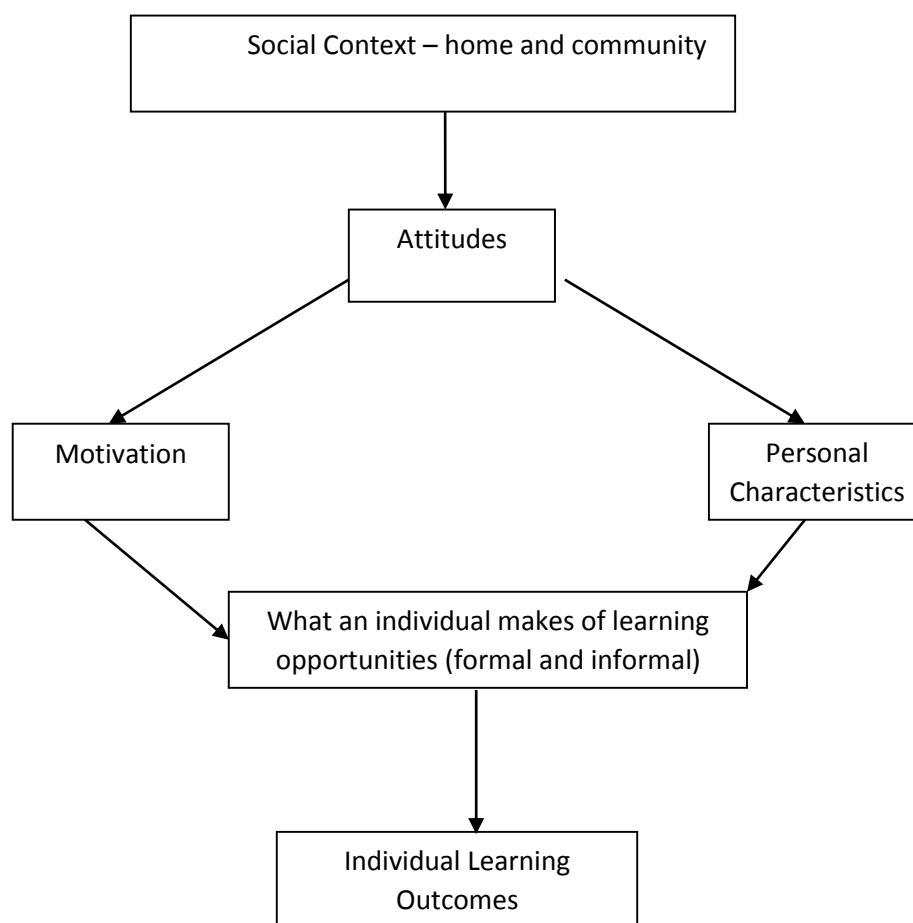 Social Context – home and community
Attitudes
Motivation
Personal
Characteristics
What an individual makes of learning
opportunities (formal and informal)
Individual Learning
Outcomes